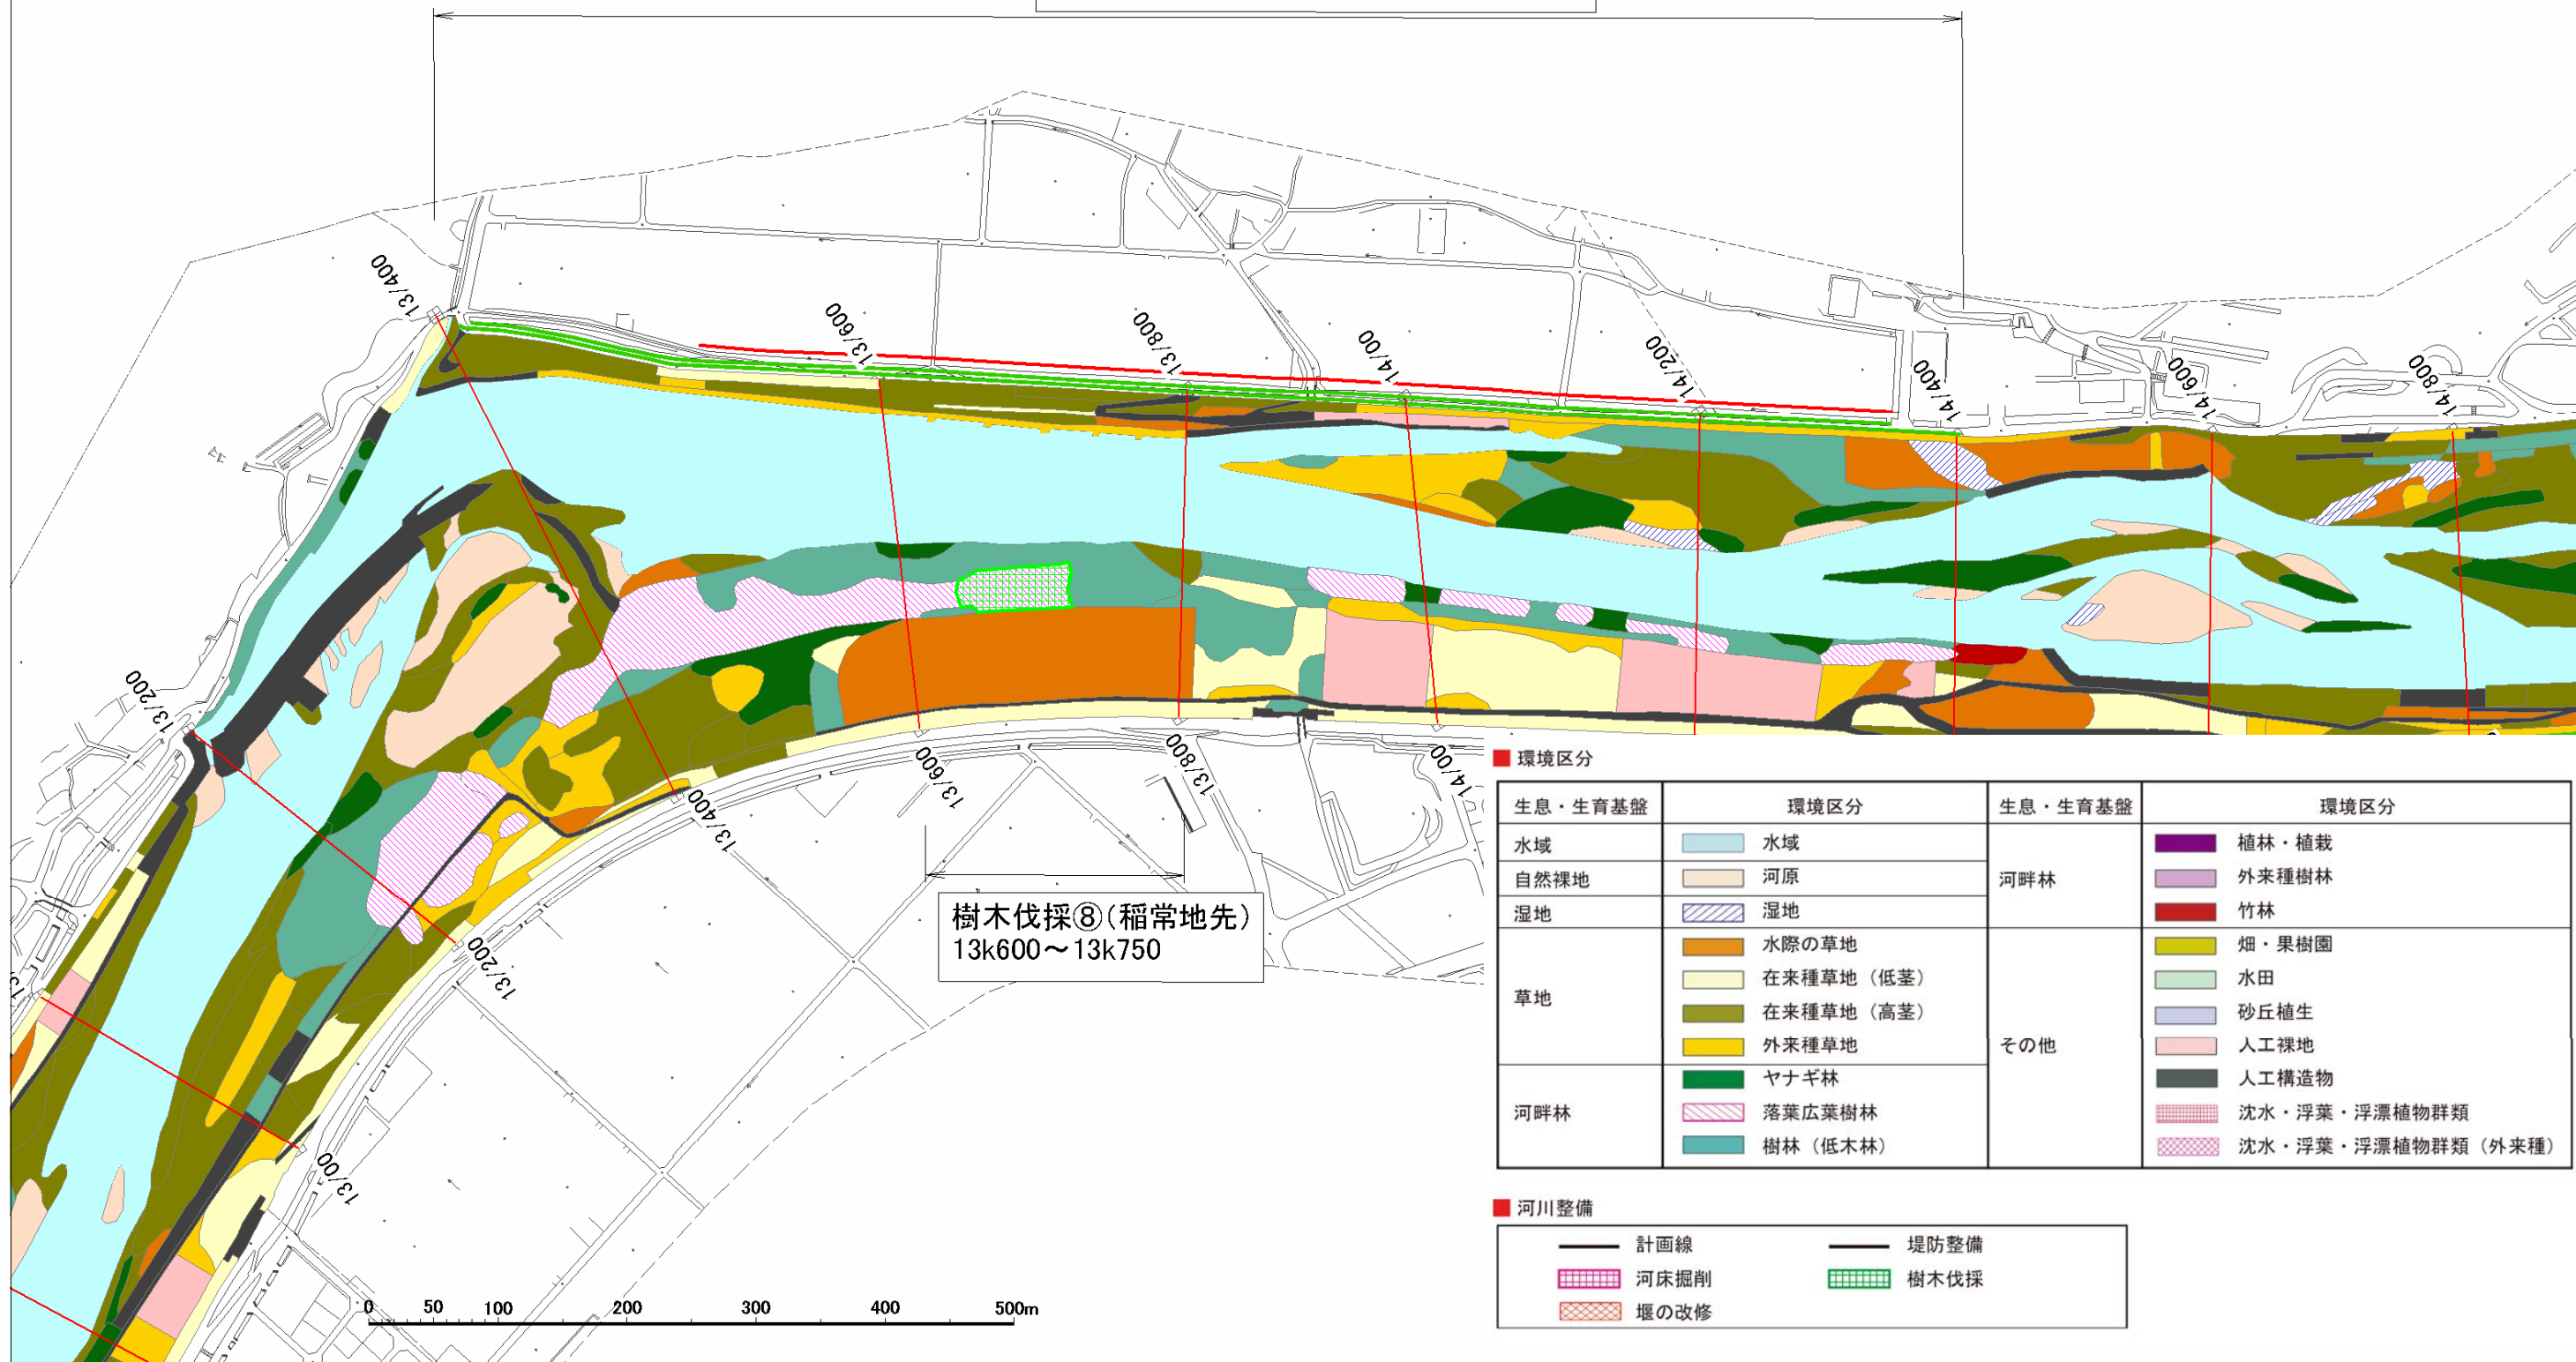 13/400
13/600
13/800
14/00
14/200
14/400
14/600
14/800
13/200
13/800
14/00
13/600
13/400
13/200
13/00
樹木伐採⑧(稲常地先)
13k600～13k750
0 50 100 200 300 400 500m
環境区分
生息・生育基盤 環境区分 生息・生育基盤 環境区分
水域 水域
自然裸地 河原
湿地 湿地
草地
水際の草地
在来種草地（低茎）
在来種草地（高茎）
外来種草地
河畔林
ヤナギ林
落葉広葉樹林
樹林（低木林）
河畔林
植林・植栽
外来種樹林
竹林
その他
畑・果樹園
水田
砂丘植生
人工裸地
人工構造物
沈水・浮葉・浮漂植物群類
沈水・浮葉・浮漂植物群類（外来種）
河川整備
計画線 堤防整備
河床掘削 樹木伐採
堰の改修